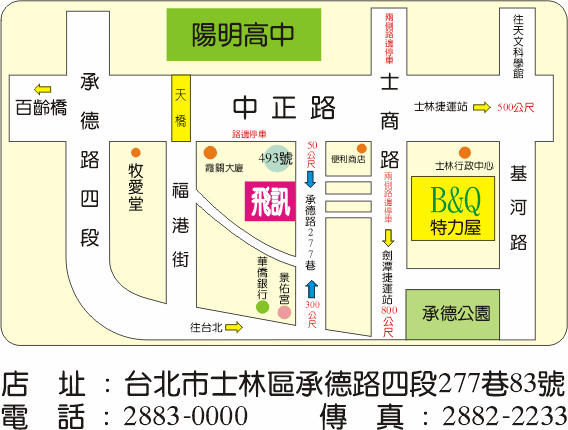 陽明高中
兩側路邊停車
往天文科學館
百齡橋
承德路四段
天橋
中正路
士商路
士林捷運站
500公尺
路邊停車
牧愛堂
霞關大廈
493號
50公尺
便利商店
士林行政中心
基河路
福港街
飛訊
承德路277巷
兩側路邊停車
B&Q
特力屋
華僑銀行
景佑宮
300公尺
劍潭捷運站
800公尺
承德公園
往台北
店 址 : 台北市士林區承德路四段277巷83號
電 話 : 2883-0000 傳 真 : 2882-2233